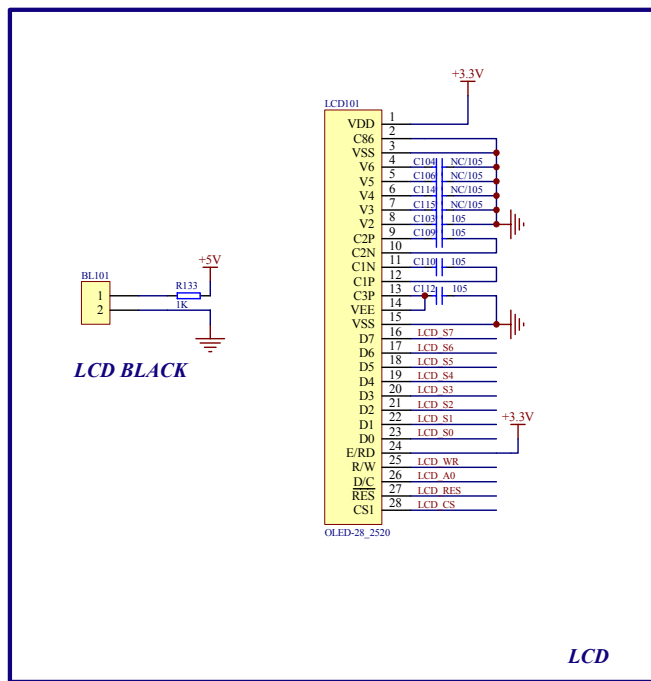 +3.3V
LCD101
VDD 1
C86 2
VSS 3
V6 4 C104 NC/105
V5 5 C106 NC/105
V4 6 C114 NC/105
V3 7 C115 NC/105
V2 8 C103 105
C2P 9 C109 105
C2N 10
C1N 11 C110 105
C1P 12
C3P 13 C112 105
VEE 14
VSS 15
D7 16 LCD_S7
D6 17 LCD_S6
D5 18 LCD_S5
D4 19 LCD_S4
D3 20 LCD_S3
D2 21 LCD_S2
D1 22 LCD_S1
D0 23 LCD_S0
+3.3V
E/RD 24
R/W 25 LCD_WR
D/C 26 LCD_A0
RES 27 LCD_RES
CS1 28 LCD_CS
OLED-28_2520
+5V
BL101
R133
1
1K
2
LCD BLACK
LCD